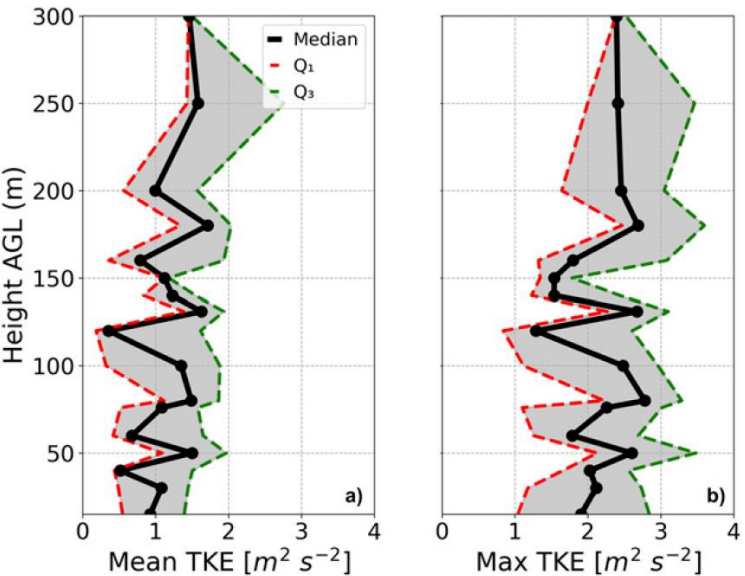 300
250
200
150
100
50
Height AGL (m)
Median
Q₁
Q₃
a)
0 1 2 3 4
Mean TKE [m² s⁻²]
b)
0 1 2 3 4
Max TKE [m² s⁻²]